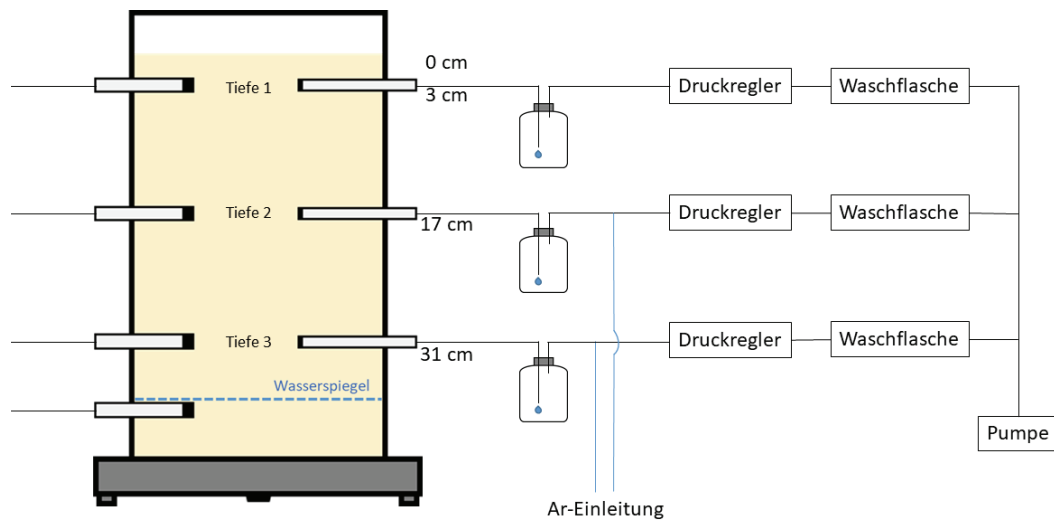 0 cm
Tiefe 1
3 cm
Druckregler
Waschflasche
Tiefe 2
17 cm
Druckregler
Waschflasche
Tiefe 3
31 cm
Druckregler
Waschflasche
Wasserspiegel
Pumpe
Ar-Einleitung